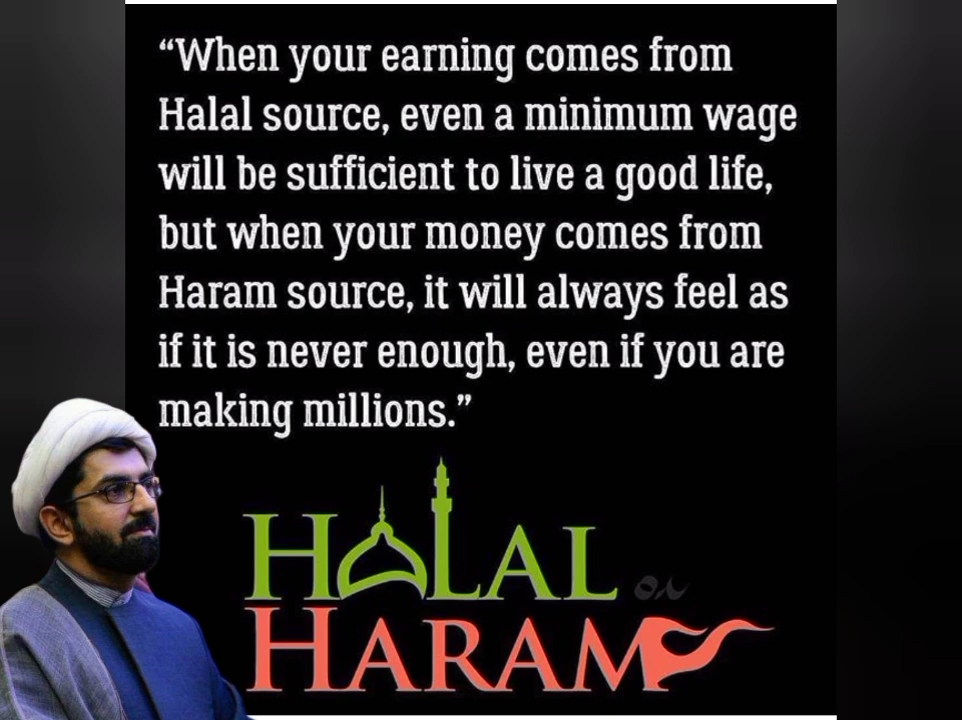 “When your earning comes from
Halal source, even a minimum wage
will be sufficient to live a good life,
but when your money comes from
Haram source, it will always feel as
if it is never enough, even if you are
making millions.”
HALAL OR
HARAM